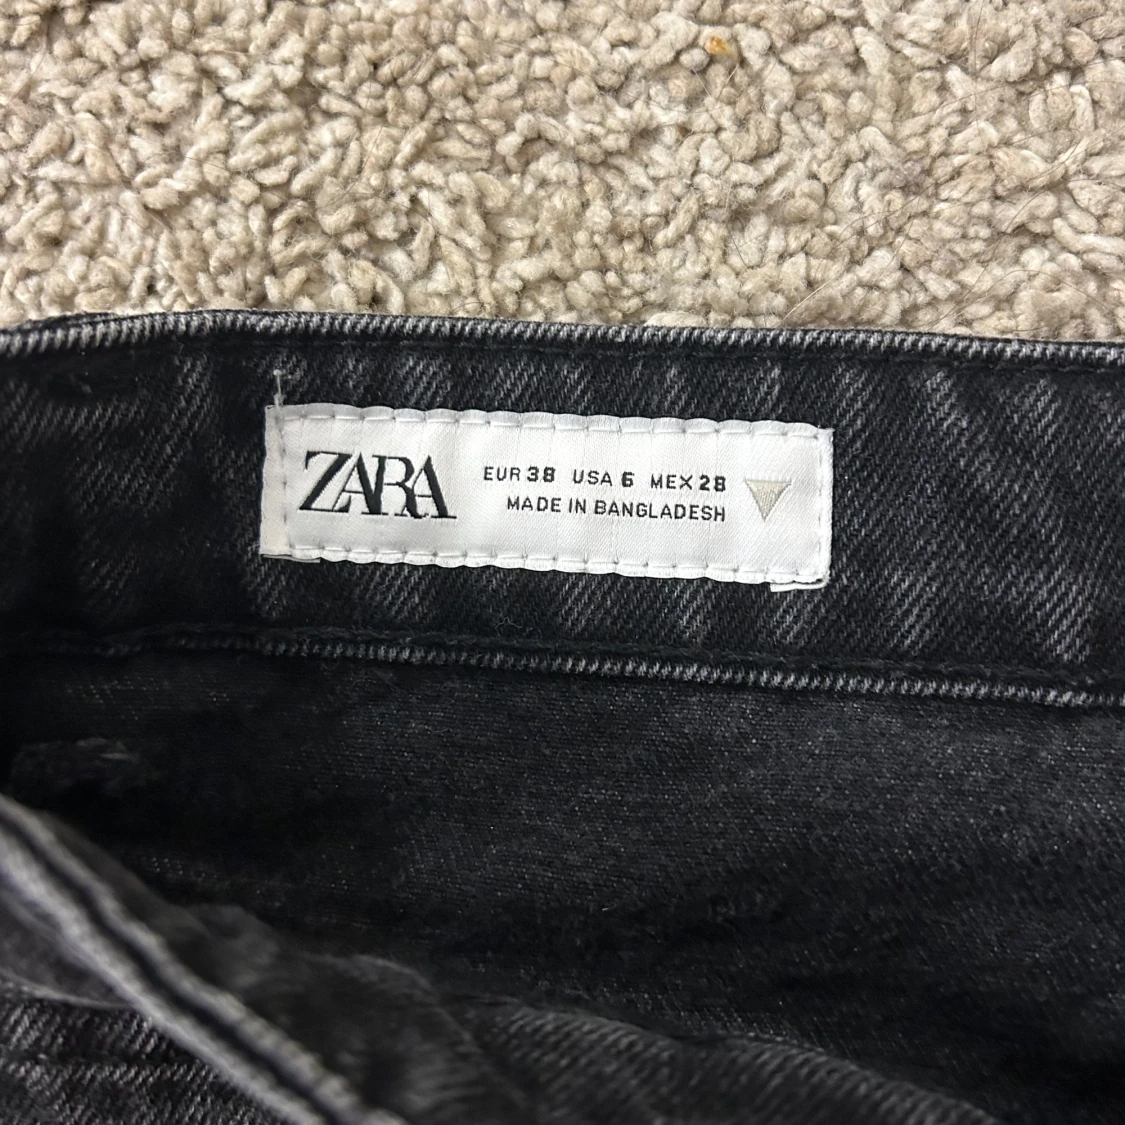 ZARA
EUR 38 USA 6 MEX 28
MADE IN BANGLADESH